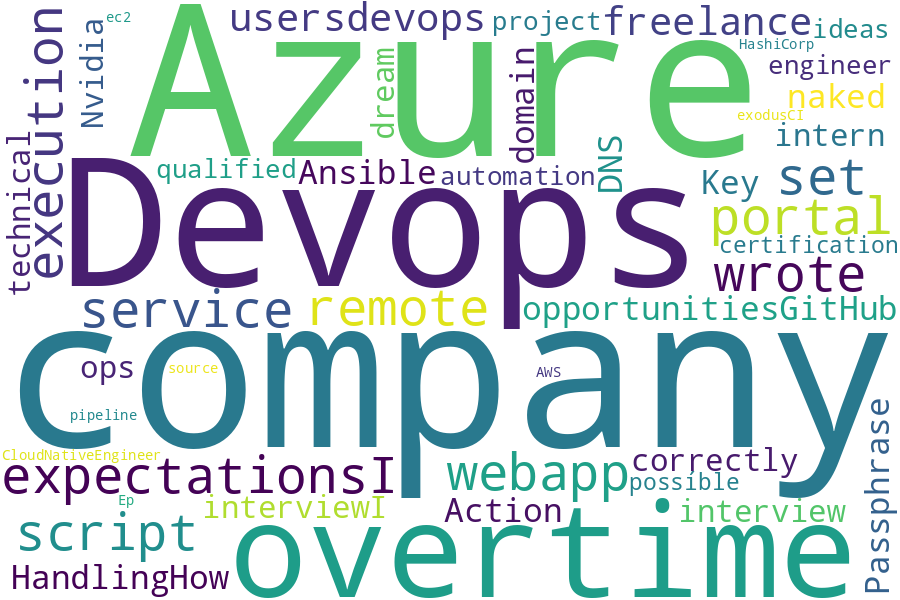 ec2
usersdevops
project
freelance
ideas
Azure
HashiCorp
engineer
execution
Nvidia
dream
domain
naked
exodusCI
intern
technical
qualified
Ansible
automation
DNS
Key
set
Devops
portal
certification
wrote
service
remote
opportunitiesGitHub
company
ops
source
AWS
pipeline
CloudNativeEngineer
expectationsI
webapp
correctly
possible
Passphrase
Ep
interviewI
Action
interview
script
overtime
HandlingHow